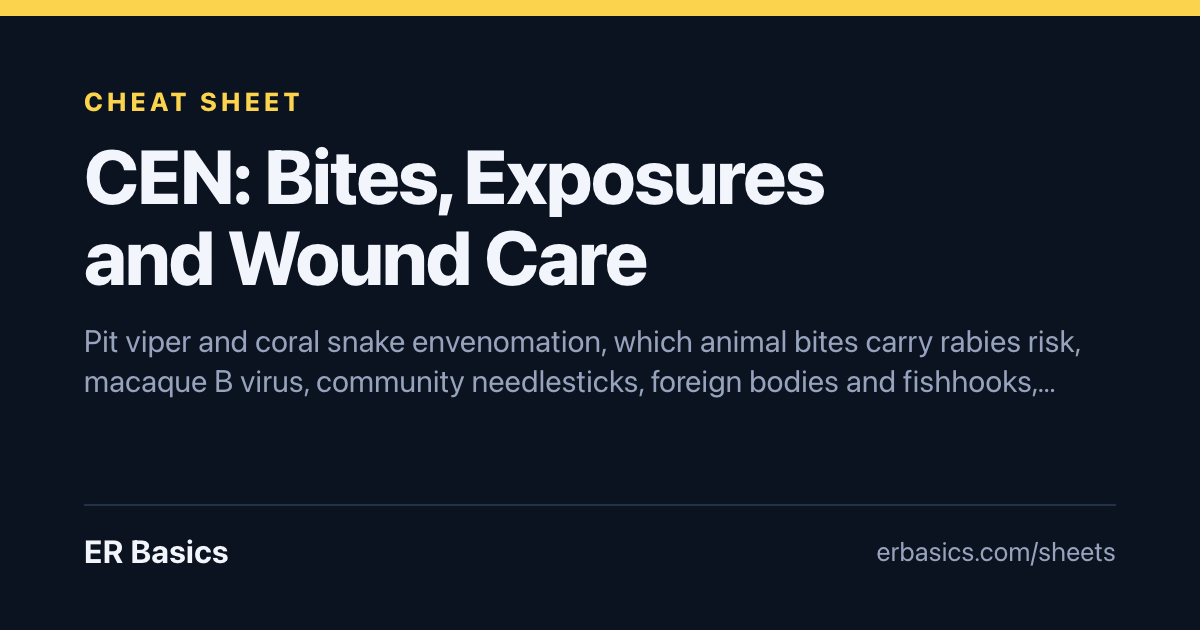 CHEAT SHEET
CEN: Bites, Exposures
and Wound Care
Pit viper and coral snake envenomation, which animal bites carry rabies risk,
macaque B virus, community needlesticks, foreign bodies and fishhooks,...
ER Basics
erbasics.com/sheets